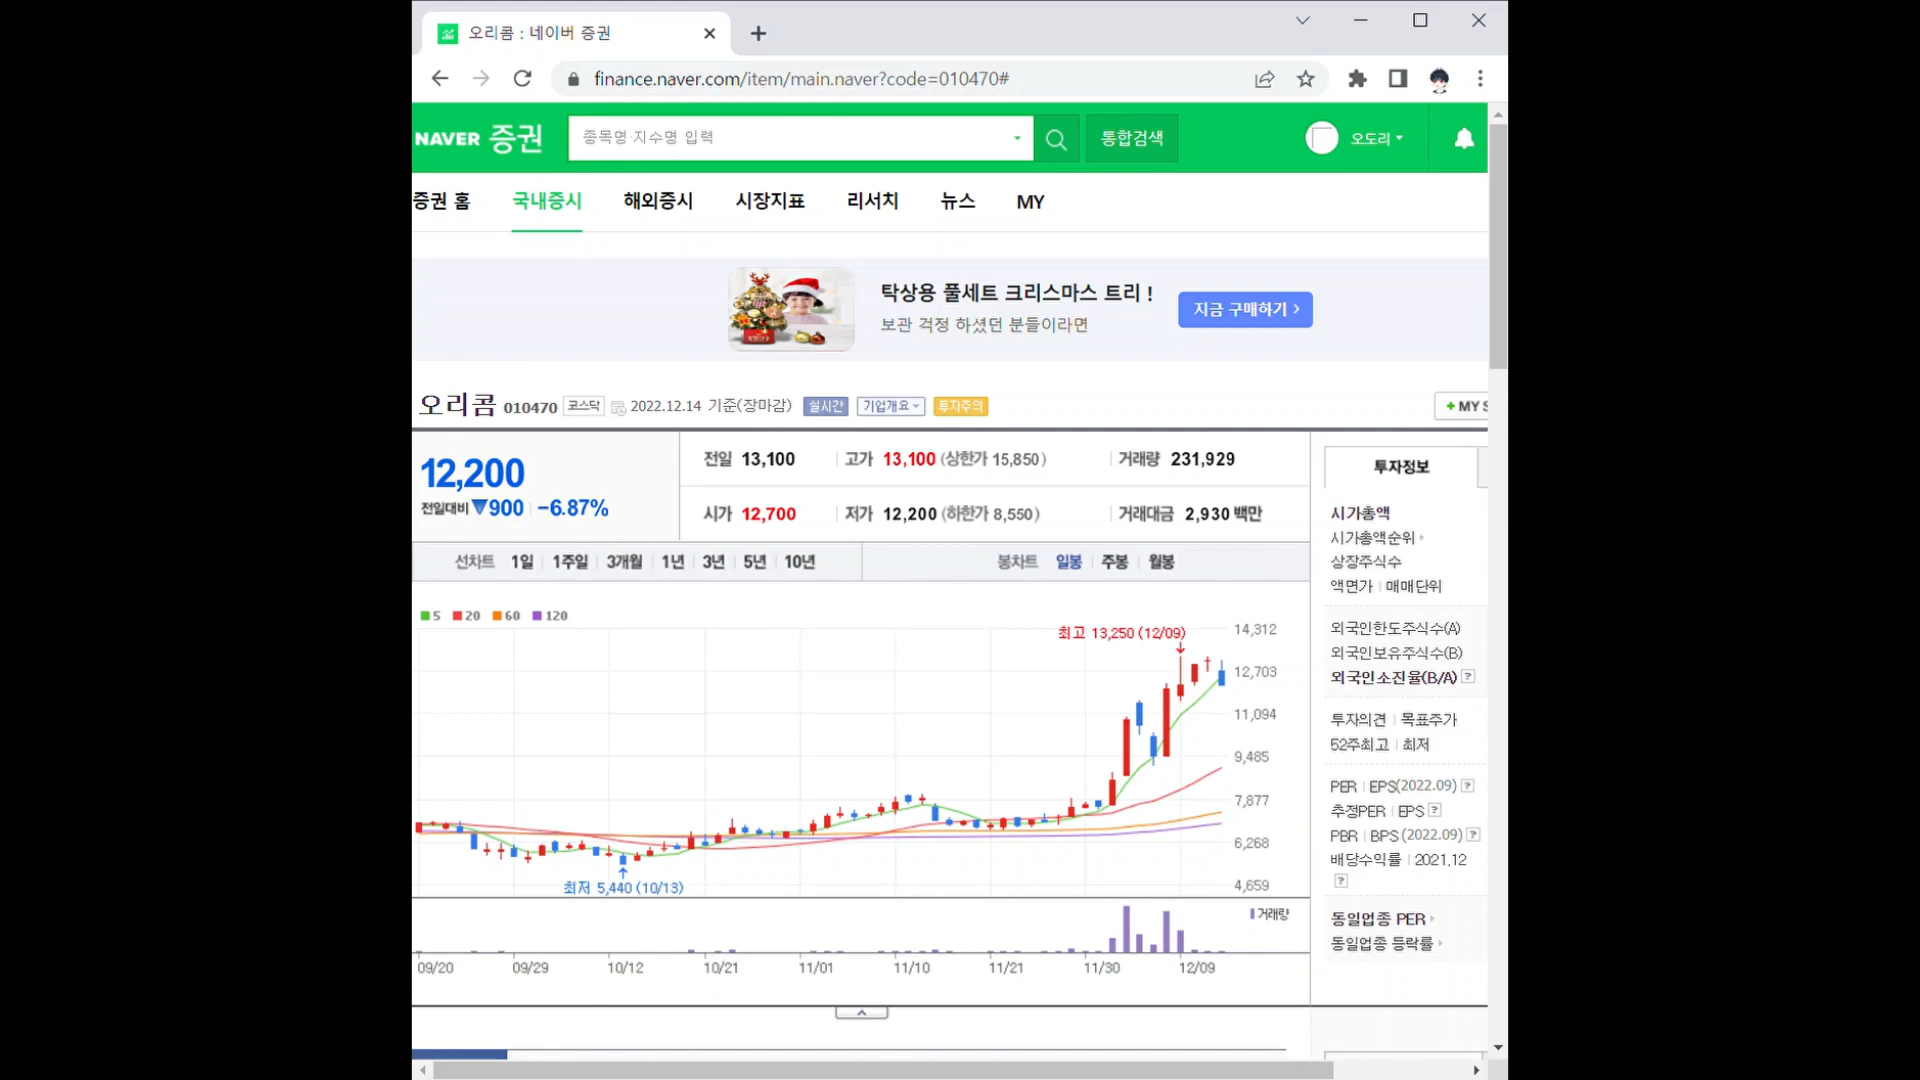 오리콤 : 네이버 증권
finance.naver.com/item/main.naver?code=010470#
NAVER 증권
종목명·지수명 입력
통합검색
오도리
증권 홈 국내증시 해외증시 시장지표 리서치 뉴스 MY
탁상용 풀세트 크리스마스 트리 !
보관 걱정 하셨던 분들이라면
지금 구매하기 >
오리콤 010470 코스닥 2022.12.14 기준(장마감) 실시간 기업개요 투자주의
+ MY S
12,200
전일대비 ▼900 -6.87%
전일 13,100 고가 13,100 (상한가 15,850) 거래량 231,929
시가 12,700 저가 12,200 (하한가 8,550) 거래대금 2,930 백만
선차트 1일 1주일 3개월 1년 3년 5년 10년 봉차트 일봉 주봉 월봉
5 20 60 120
최고 13,250 (12/09)
14,312
12,703
11,094
9,485
7,877
6,268
4,659
최저 5,440 (10/13)
거래량
09/20 09/29 10/12 10/21 11/01 11/10 11/21 11/30 12/09
투자정보
시가총액
시가총액순위
상장주식수
액면가 매매단위
외국인한도주식수(A)
외국인보유주식수(B)
외국인소진율(B/A) ?
투자의견 목표주가
52주최고 최저
PER EPS(2022.09) ?
추정PER EPS ?
PBR BPS (2022.09) ?
배당수익률 2021.12
?
동일업종 PER
동일업종 등락률